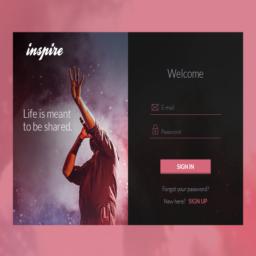 inspire
Life is meant
to be shared.
Welcome
E-mail
Password
SIGN IN
Forgot your password?
New here? SIGN UP